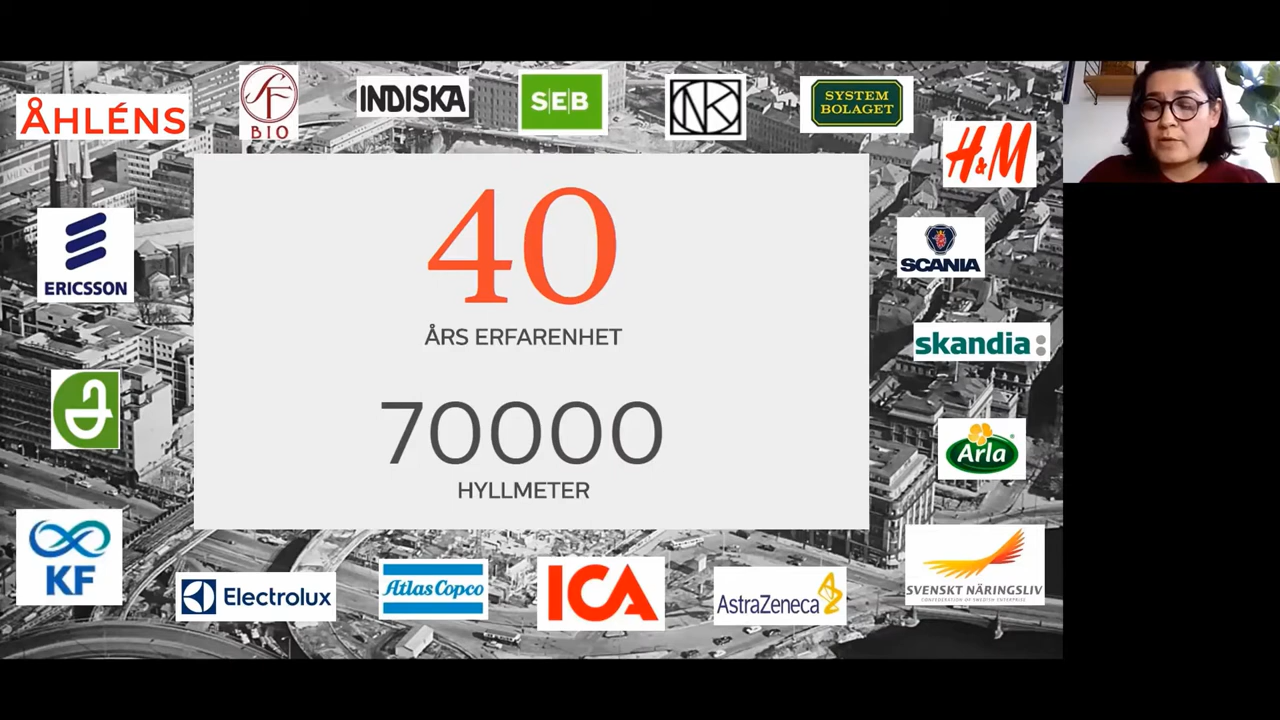 ÅHLÉNS
SF
BIO
INDISKA
S|E|B
NK
SYSTEM
BOLAGET
H&M
ERICSSON
40
ÅRS ERFARENHET
SCANIA
skandia:
70000
HYLLMETER
Arla
KF
Electrolux
Atlas Copco
ICA
AstraZeneca
SVENSKT NÄRINGSLIV
CONFEDERATION OF SWEDISH ENTERPRISE